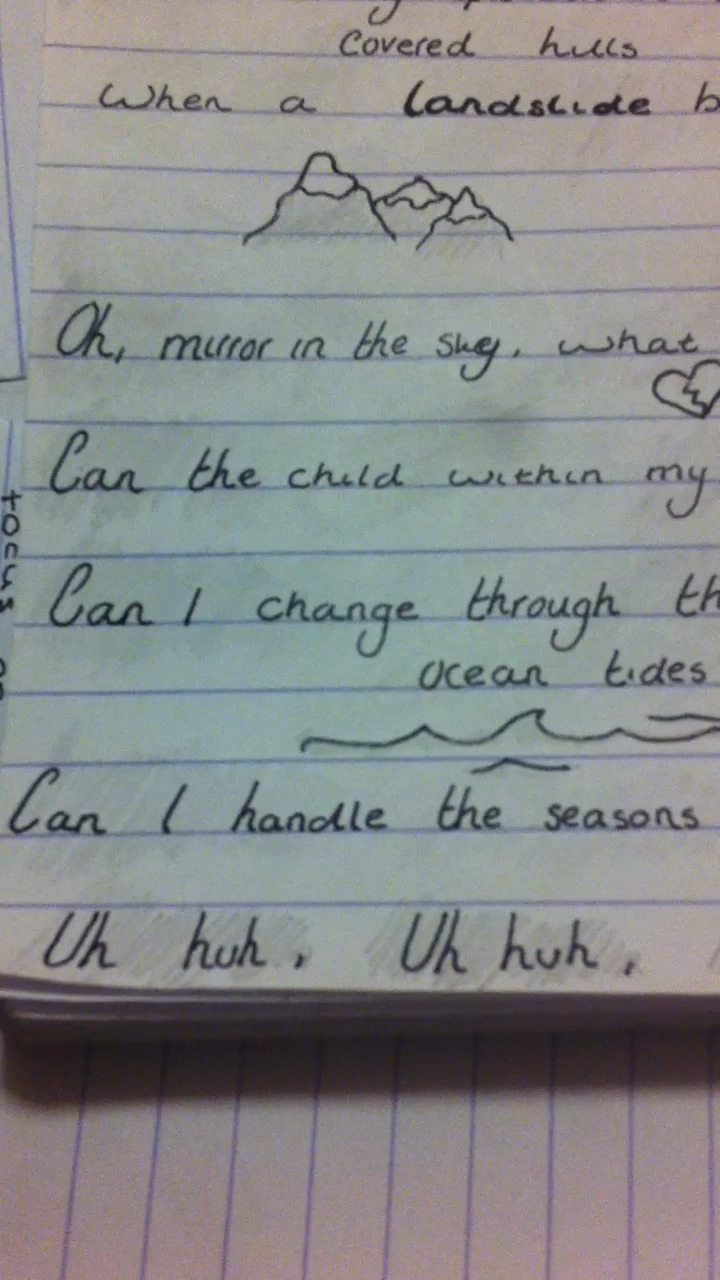 covered hills
When a landslide b
Oh, mirror in the sky, what
Can the child within my
Can I change through th
ocean tides
Can I handle the seasons
Uh huh, Uh huh,
focus